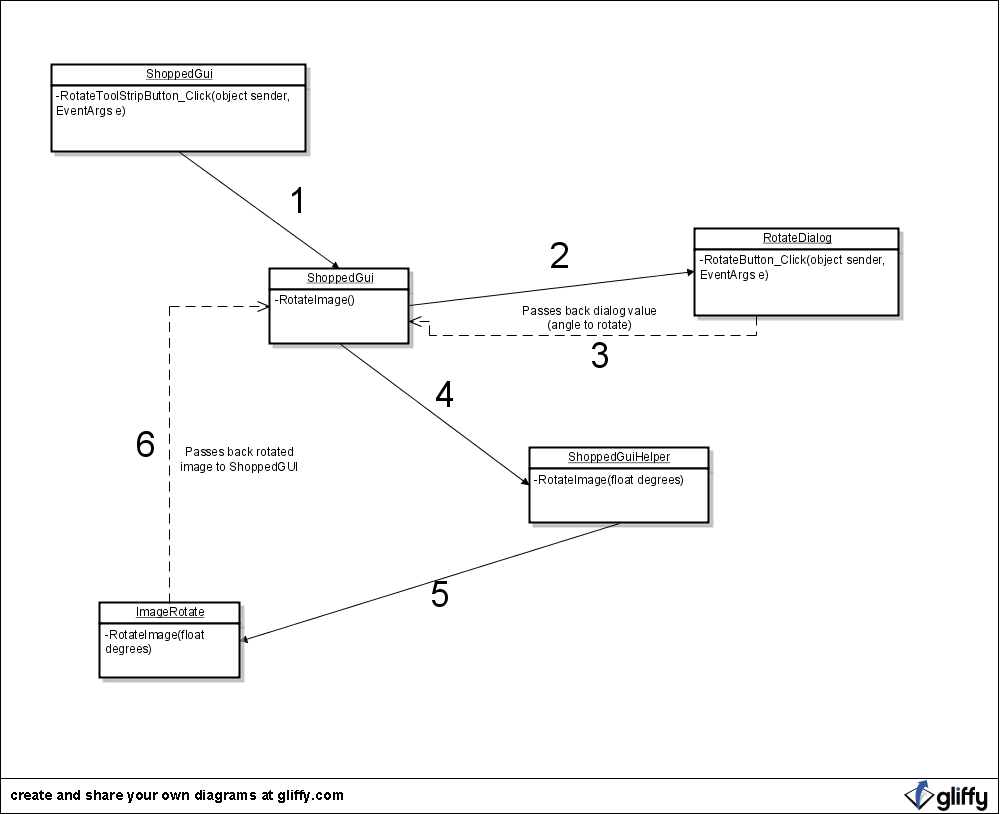 ShoppedGui
-RotateToolStripButton_Click(object sender,
EventArgs e)
1
ShoppedGui
-RotateImage()
2
RotateDialog
-RotateButton_Click(object sender,
EventArgs e)
Passes back dialog value
(angle to rotate)
3
4
6
Passes back rotated
image to ShoppedGUI
ShoppedGuiHelper
-RotateImage(float degrees)
5
ImageRotate
-RotateImage(float
degrees)
create and share your own diagrams at gliffy.com
gliffy